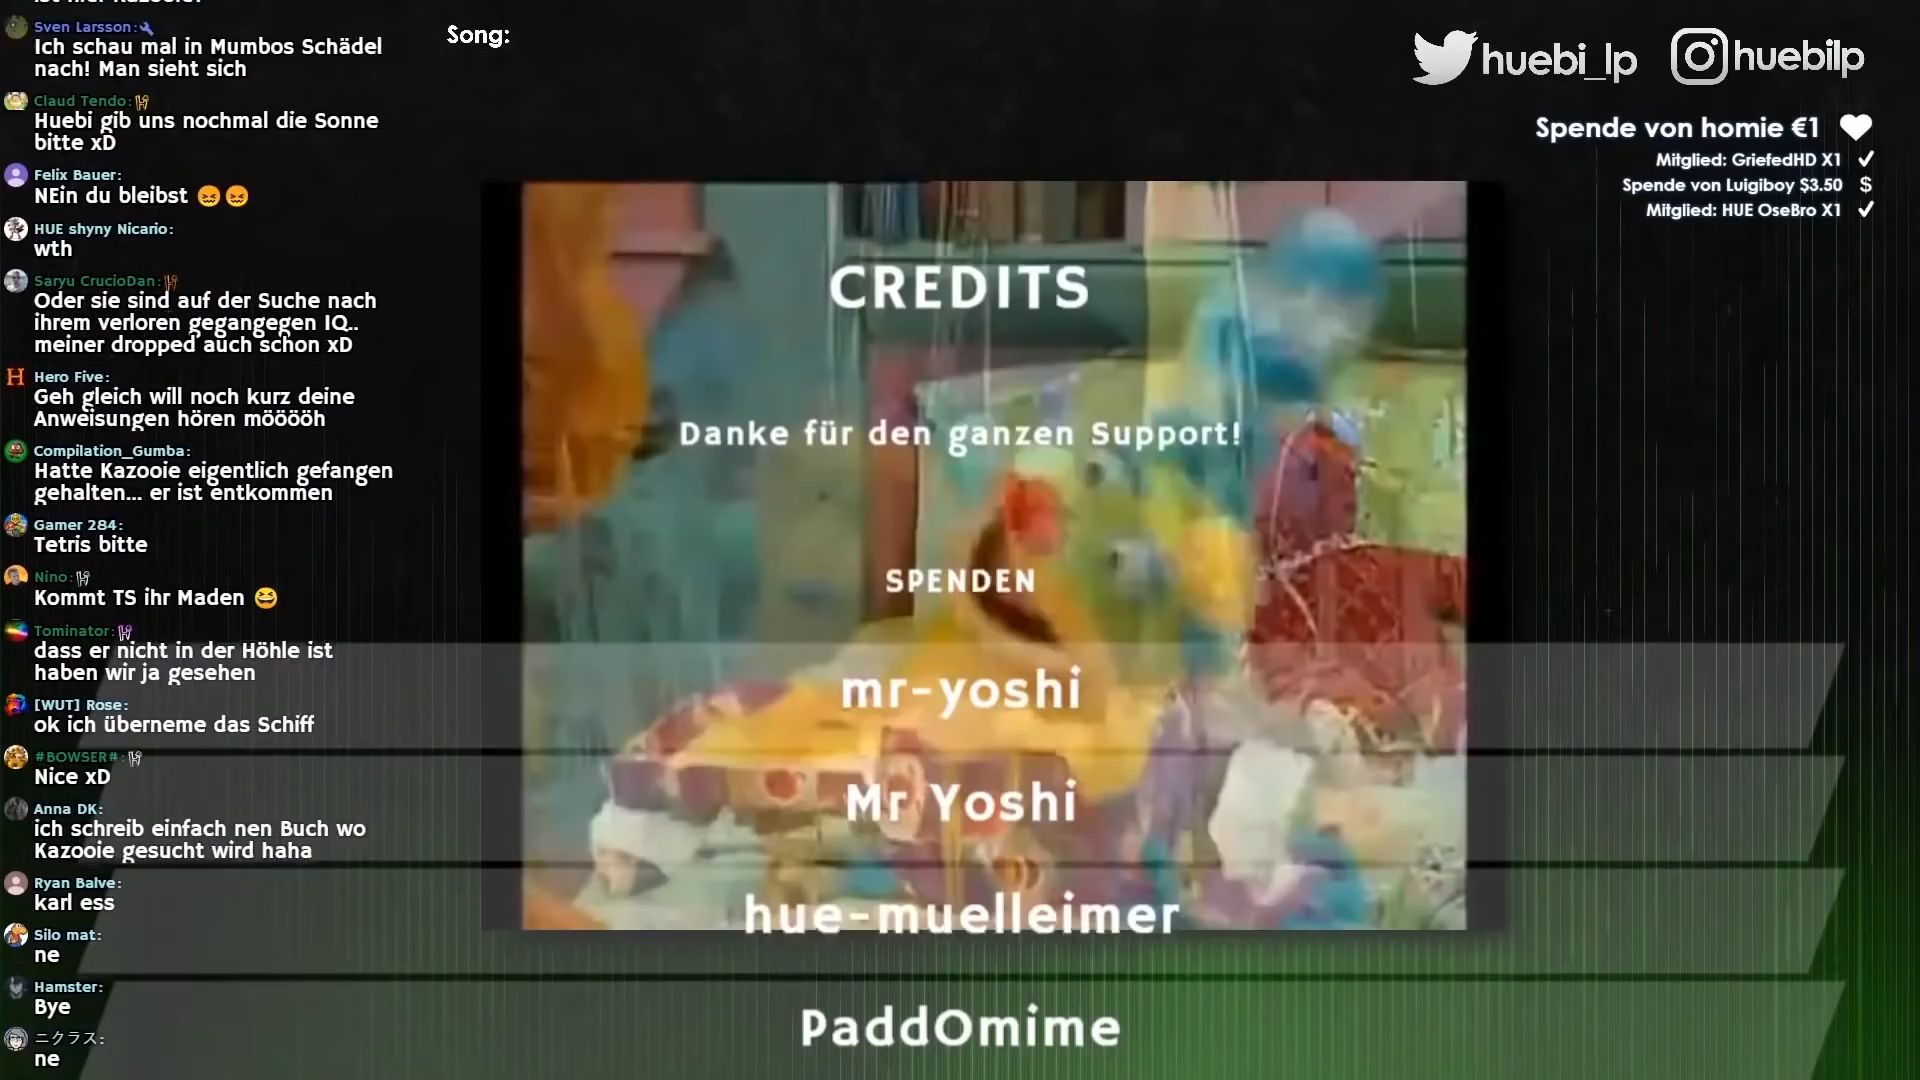 ist hier Kazooie?
Sven Larsson:
Ich schau mal in Mumbos Schädel
nach! Man sieht sich
Claud Tendo:
Huebi gib uns nochmal die Sonne
bitte xD
Felix Bauer:
NEin du bleibst 😖😖
HUE shyny Nicario:
wth
Saryu CrucioDan:
Oder sie sind auf der Suche nach
ihrem verloren gegangegen IQ..
meiner dropped auch schon xD
Hero Five:
Geh gleich will noch kurz deine
Anweisungen hören mööööh
Compilation_Gumba:
Hatte Kazooie eigentlich gefangen
gehalten... er ist entkommen
Gamer 284:
Tetris bitte
Nino:
Kommt TS ihr Maden 😆
Tominator:
dass er nicht in der Höhle ist
haben wir ja gesehen
[WUT] Rose:
ok ich überneme das Schiff
#BOWSER#:
Nice xD
Anna DK:
ich schreib einfach nen Buch wo
Kazooie gesucht wird haha
Ryan Balve:
karl ess
Silo mat:
ne
Hamster:
Bye
ニクラス:
ne
Song:
huebi_lp
huebilp
Spende von homie €1
Mitglied: GriefedHD X1
Spende von Luigiboy $3.50
Mitglied: HUE OseBro X1
CREDITS
Danke für den ganzen Support!
SPENDEN
mr-yoshi
Mr Yoshi
hue-muelleimer
PaddOmime